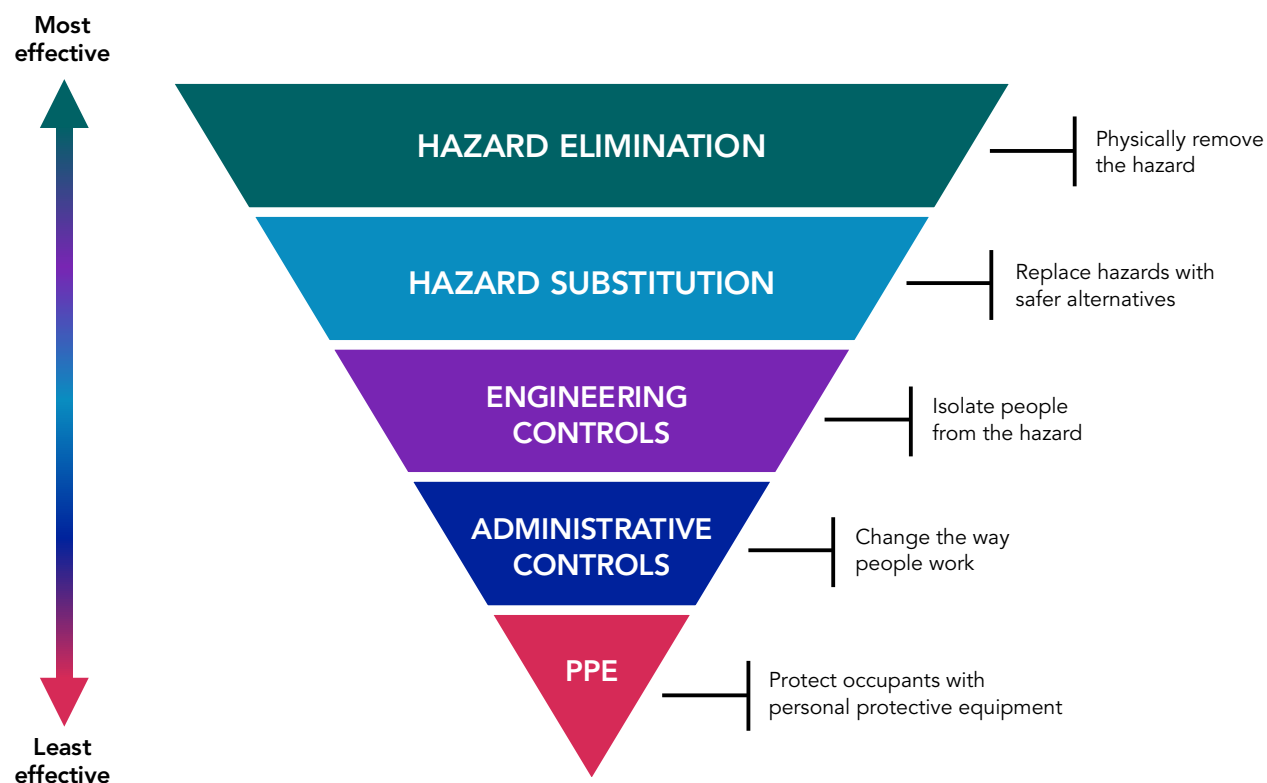 Most
effective
HAZARD ELIMINATION
Physically remove
the hazard
HAZARD SUBSTITUTION
Replace hazards with
safer alternatives
ENGINEERING
CONTROLS
Isolate people
from the hazard
ADMINISTRATIVE
CONTROLS
Change the way
people work
PPE
Protect occupants with
personal protective equipment
Least
effective